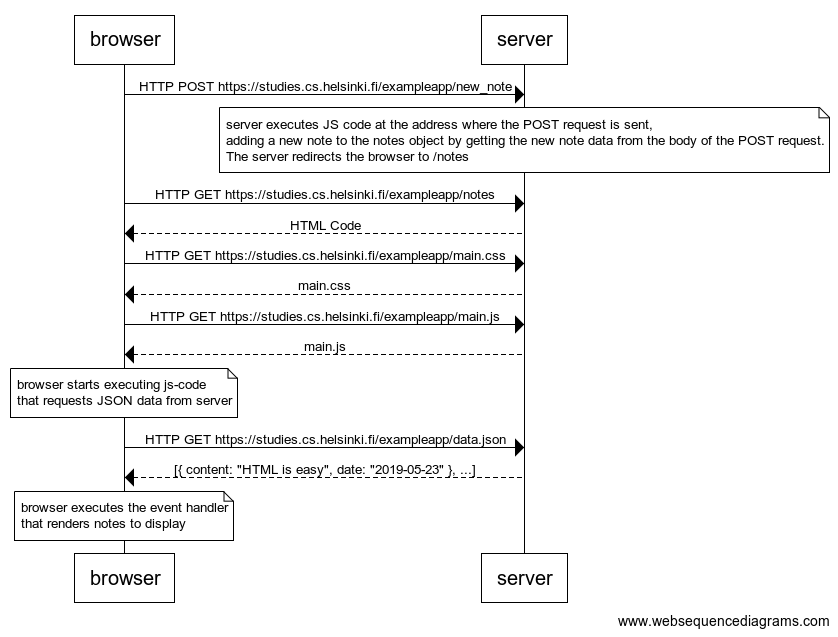 browser
server
HTTP POST https://studies.cs.helsinki.fi/exampleapp/new_note
server executes JS code at the address where the POST request is sent,
adding a new note to the notes object by getting the new note data from the body of the POST request.
The server redirects the browser to /notes
HTTP GET https://studies.cs.helsinki.fi/exampleapp/notes
HTML Code
HTTP GET https://studies.cs.helsinki.fi/exampleapp/main.css
main.css
HTTP GET https://studies.cs.helsinki.fi/exampleapp/main.js
main.js
browser starts executing js-code
that requests JSON data from server
HTTP GET https://studies.cs.helsinki.fi/exampleapp/data.json
[{ content: "HTML is easy", date: "2019-05-23" }, ...]
browser executes the event handler
that renders notes to display
browser
server
www.websequencediagrams.com